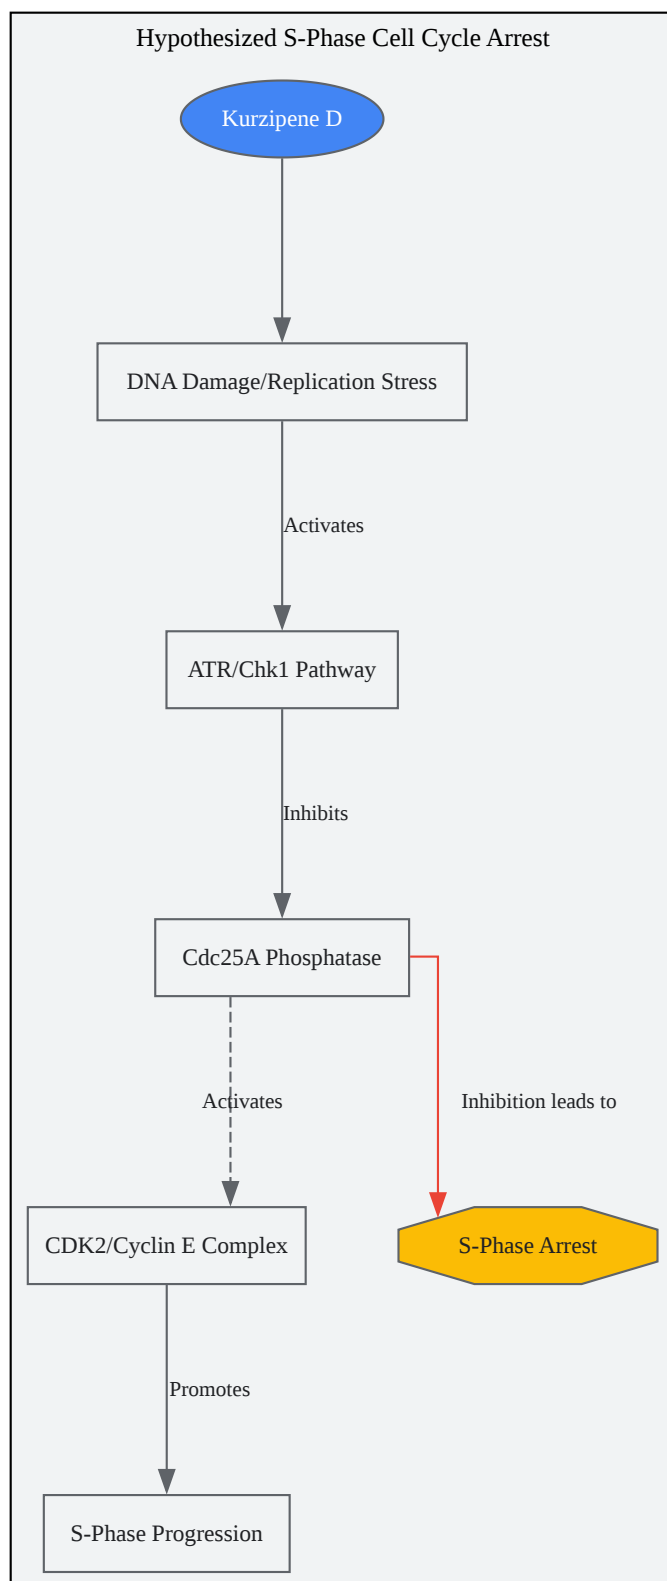 Hypothesized S-Phase Cell Cycle Arrest
Kurzipene D
DNA Damage/Replication Stress
Activates
ATR/Chk1 Pathway
Inhibits
Cdc25A Phosphatase
Activates
Inhibition leads to
CDK2/Cyclin E Complex
S-Phase Arrest
Promotes
S-Phase Progression